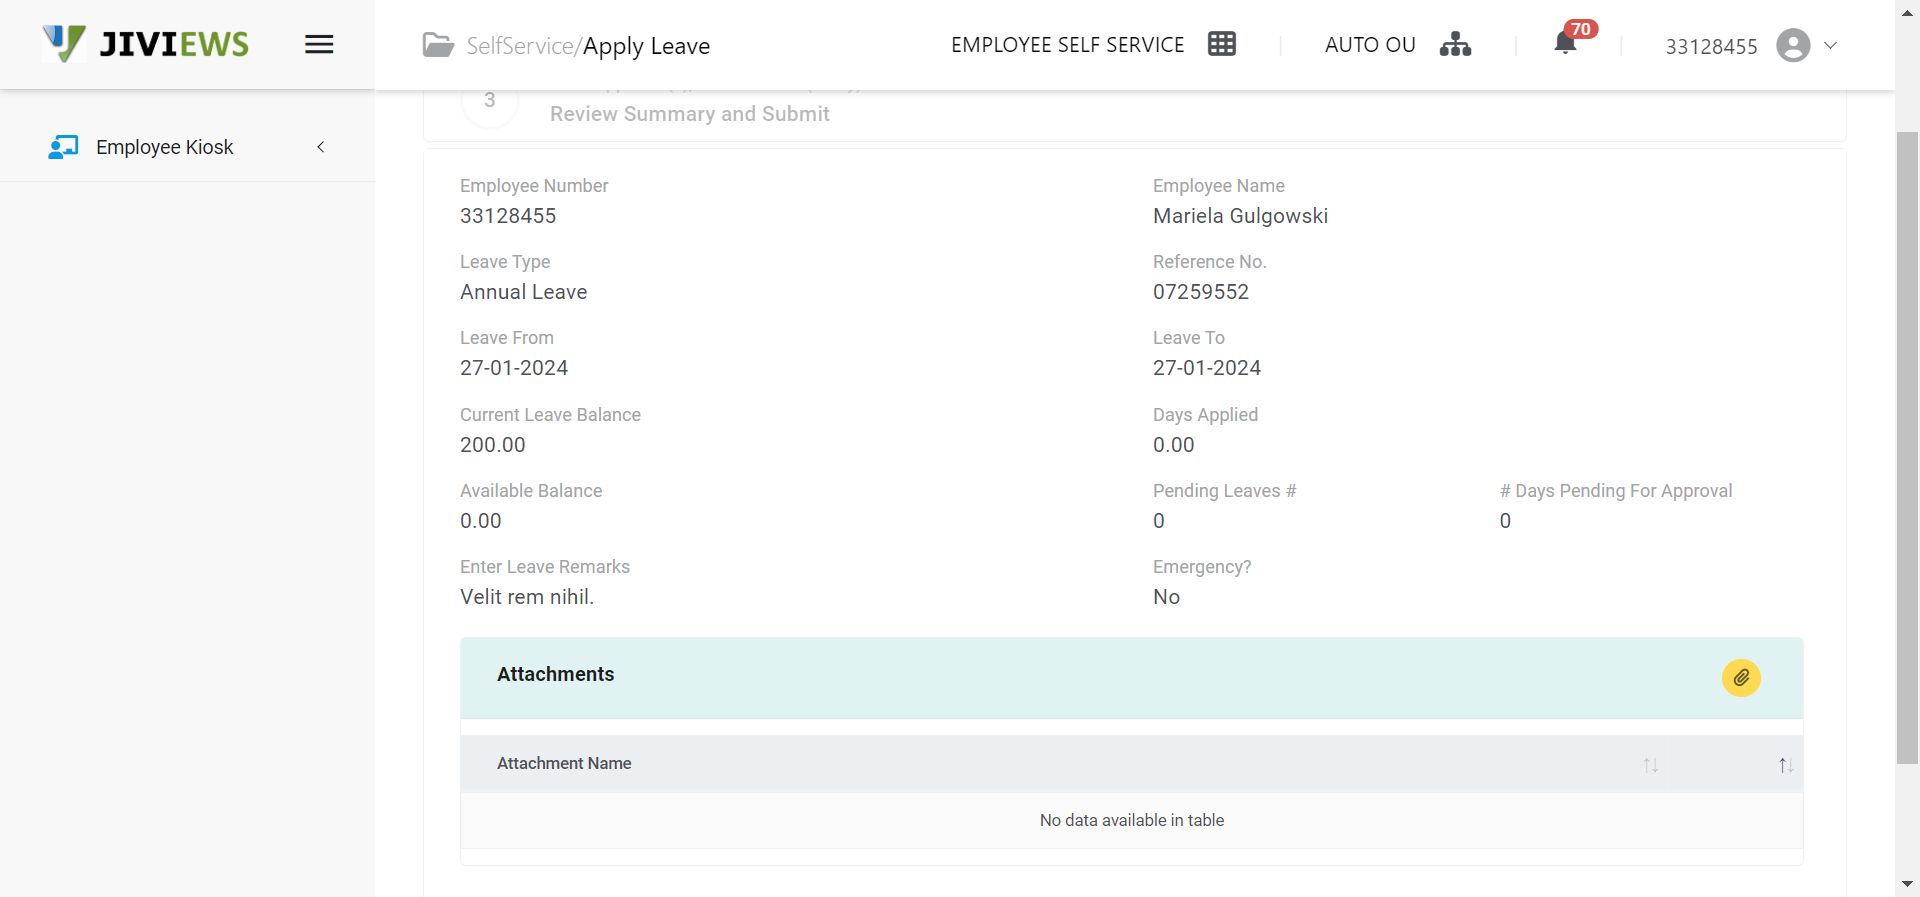 JIVIEWS
SelfService/Apply Leave
EMPLOYEE SELF SERVICE
AUTO OU
70
33128455
Employee Kiosk
3
Review Summary and Submit
Employee Number
33128455
Employee Name
Mariela Gulgowski
Leave Type
Annual Leave
Reference No.
07259552
Leave From
27-01-2024
Leave To
27-01-2024
Current Leave Balance
200.00
Days Applied
0.00
Available Balance
0.00
Pending Leaves #
0
# Days Pending For Approval
0
Enter Leave Remarks
Velit rem nihil.
Emergency?
No
Attachments
Attachment Name
No data available in table